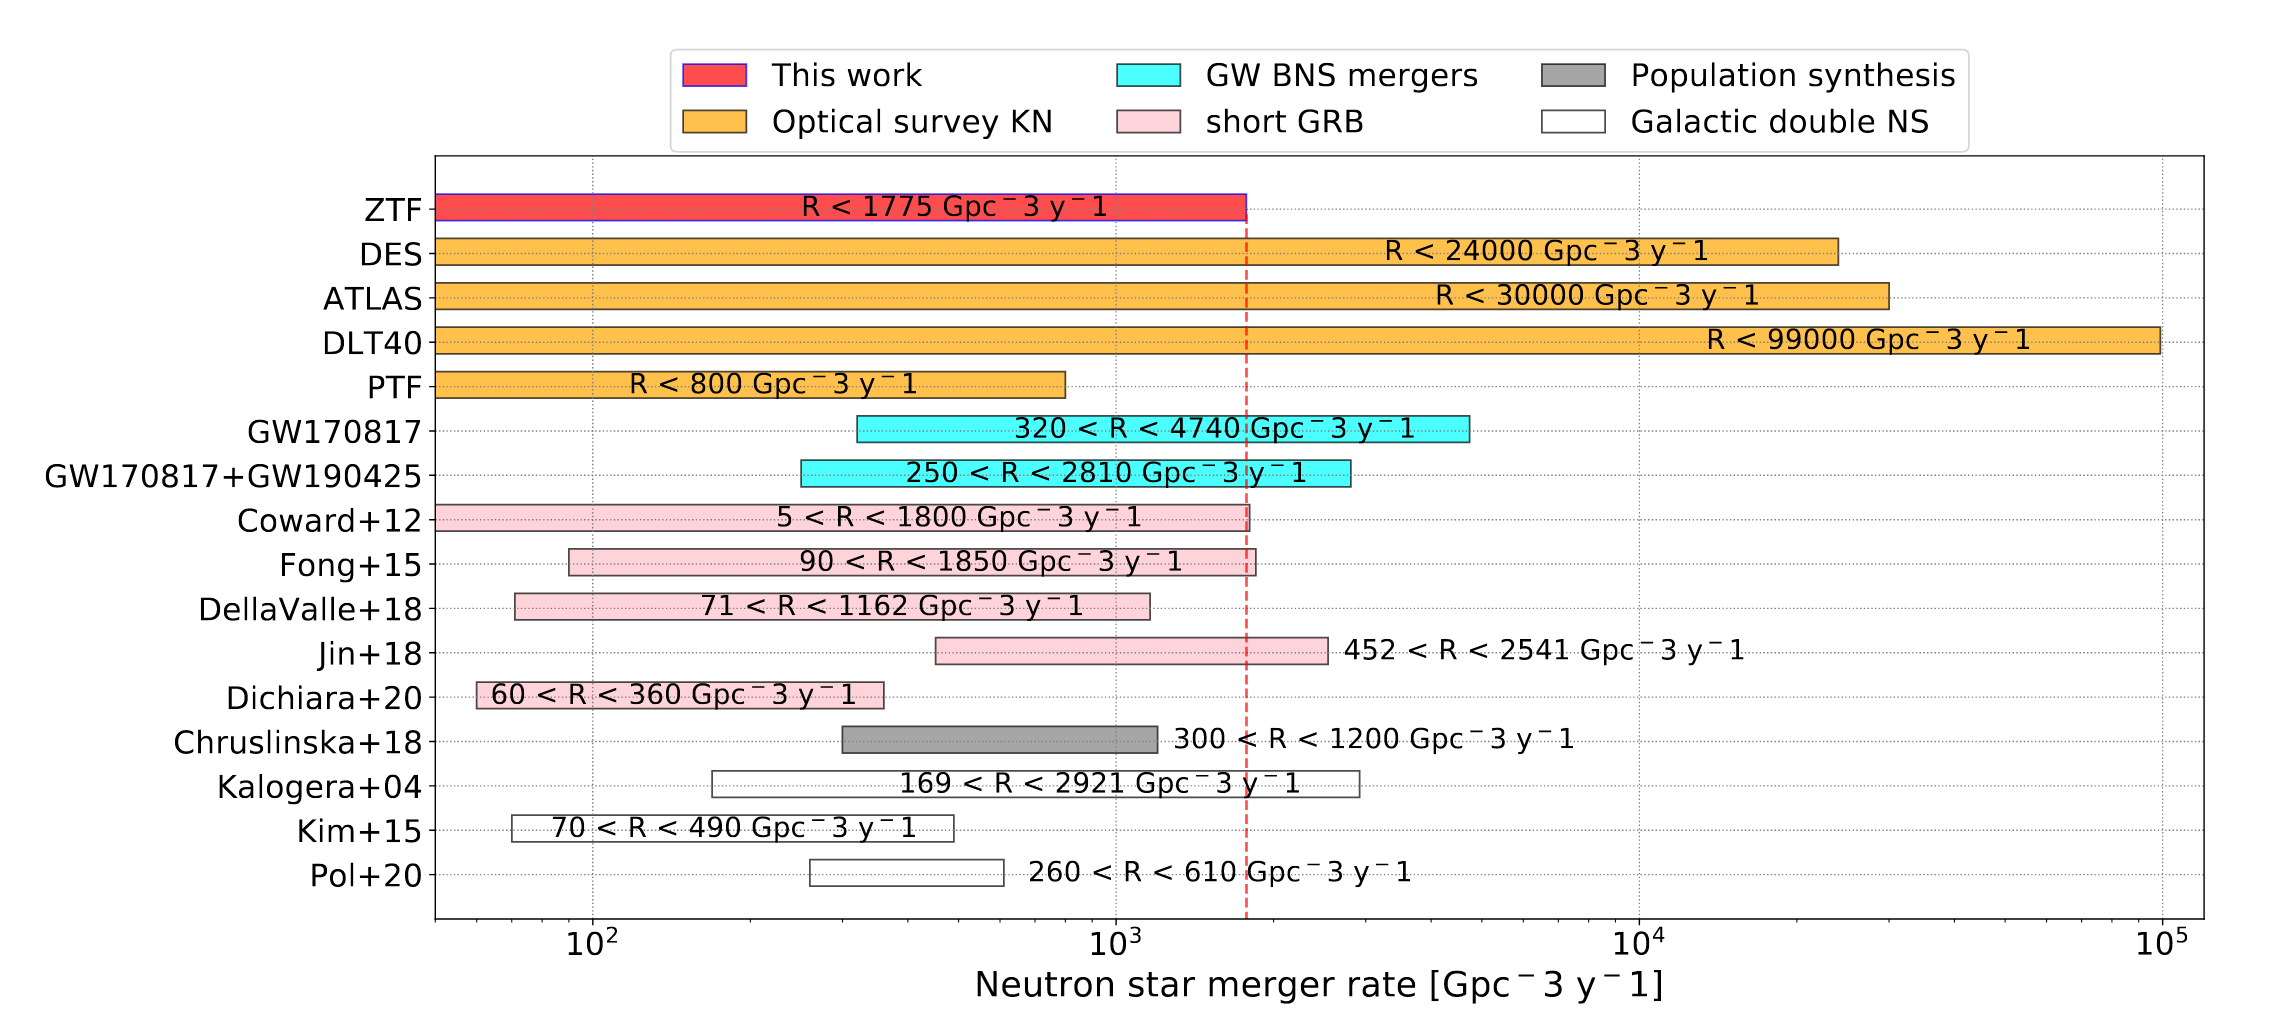 This work
Optical survey KN
GW BNS mergers
short GRB
Population synthesis
Galactic double NS
ZTF R < 1775 Gpc⁻3 y⁻1
DES R < 24000 Gpc⁻3 y⁻1
ATLAS R < 30000 Gpc⁻3 y⁻1
DLT40 R < 99000 Gpc⁻3 y⁻1
PTF R < 800 Gpc⁻3 y⁻1
GW170817 320 < R < 4740 Gpc⁻3 y⁻1
GW170817+GW190425 250 < R < 2810 Gpc⁻3 y⁻1
Coward+12 5 < R < 1800 Gpc⁻3 y⁻1
Fong+15 90 < R < 1850 Gpc⁻3 y⁻1
DellaValle+18 71 < R < 1162 Gpc⁻3 y⁻1
Jin+18 452 < R < 2541 Gpc⁻3 y⁻1
Dichiara+20 60 < R < 360 Gpc⁻3 y⁻1
Chruslinska+18 300 < R < 1200 Gpc⁻3 y⁻1
Kalogera+04 169 < R < 2921 Gpc⁻3 y⁻1
Kim+15 70 < R < 490 Gpc⁻3 y⁻1
Pol+20 260 < R < 610 Gpc⁻3 y⁻1
10² 10³ 10⁴ 10⁵
Neutron star merger rate [Gpc⁻3 y⁻1]